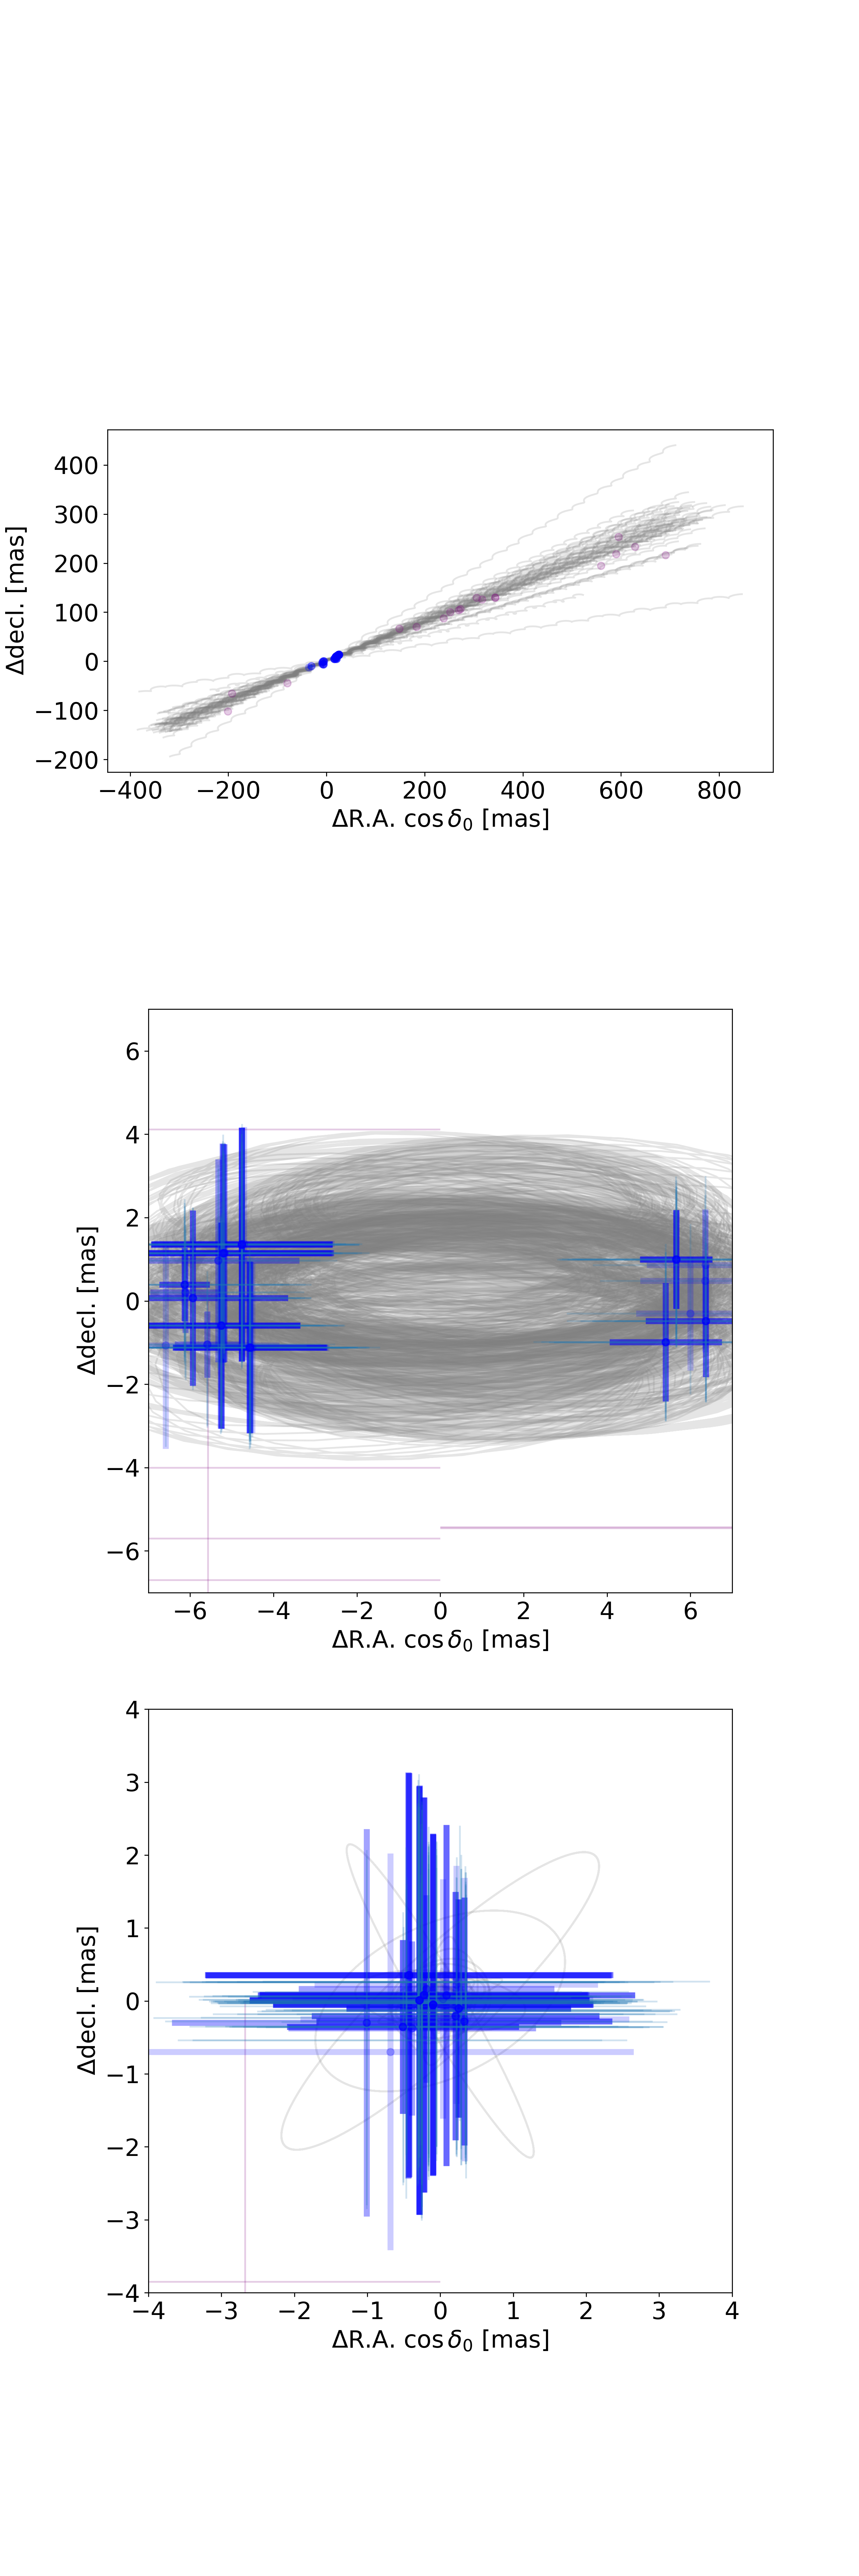 400
300
200
100
0
−100
−200
Δdecl. [mas]
−400 −200 0 200 400 600 800
ΔR.A. cos δ₀ [mas]
6
4
2
0
−2
−4
−6
Δdecl. [mas]
−6 −4 −2 0 2 4 6
ΔR.A. cos δ₀ [mas]
4
3
2
1
0
−1
−2
−3
−4
Δdecl. [mas]
−4 −3 −2 −1 0 1 2 3 4
ΔR.A. cos δ₀ [mas]